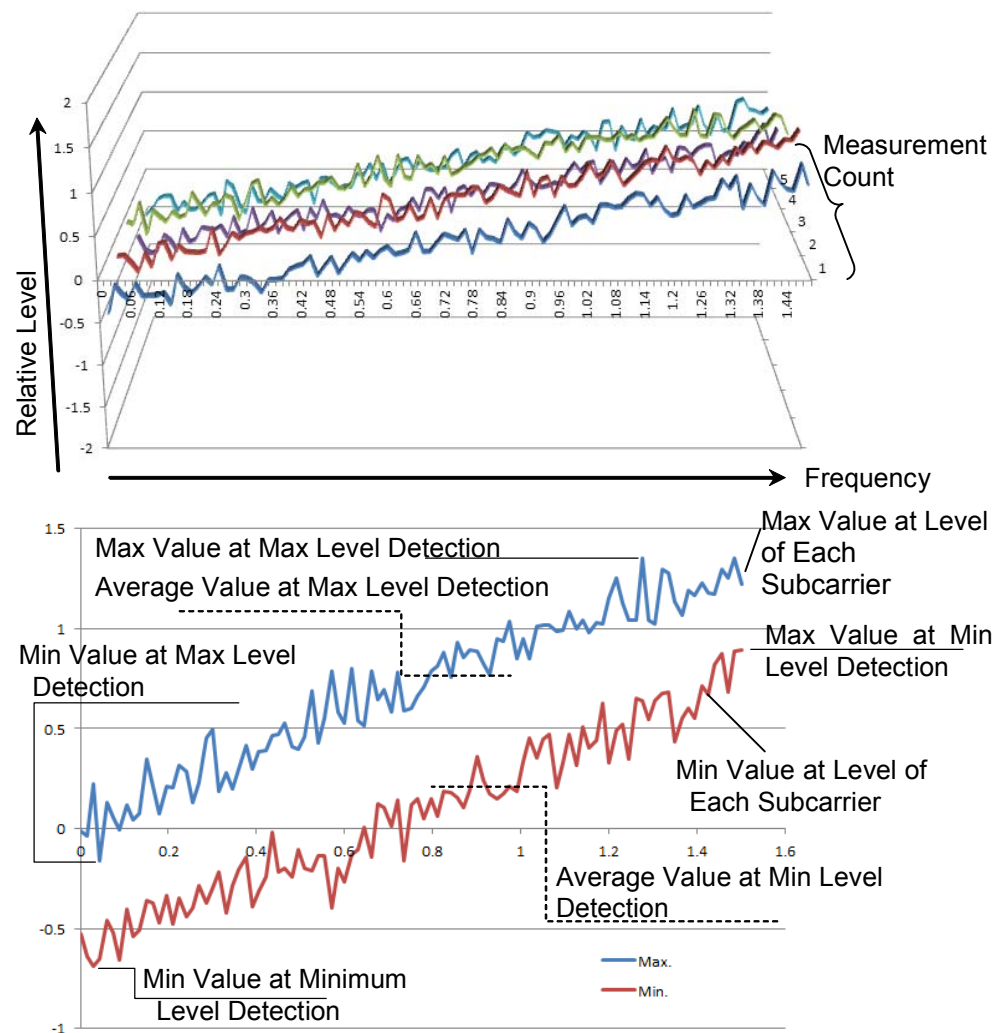 2
1.5
1
0.5
0
-0.5
-1
-1.5
-2
Relative Level
0
0.06
0.12
0.18
0.24
0.3
0.36
0.42
0.48
0.54
0.6
0.66
0.72
0.78
0.84
0.9
0.96
1.02
1.08
1.14
1.2
1.26
1.32
1.38
1.44
5
4
3
2
1
Measurement
Count
Frequency
1.5
1
0.5
0
-0.5
-1
0
0.2
0.4
0.6
0.8
1
1.2
1.4
1.6
Max Value at Max Level Detection
Average Value at Max Level Detection
Max Value at Level
of Each
Subcarrier
Min Value at Max Level
Detection
Max Value at Min
Level Detection
Min Value at Level of
Each Subcarrier
Average Value at Min Level
Detection
Min Value at Minimum
Level Detection
Max.
Min.